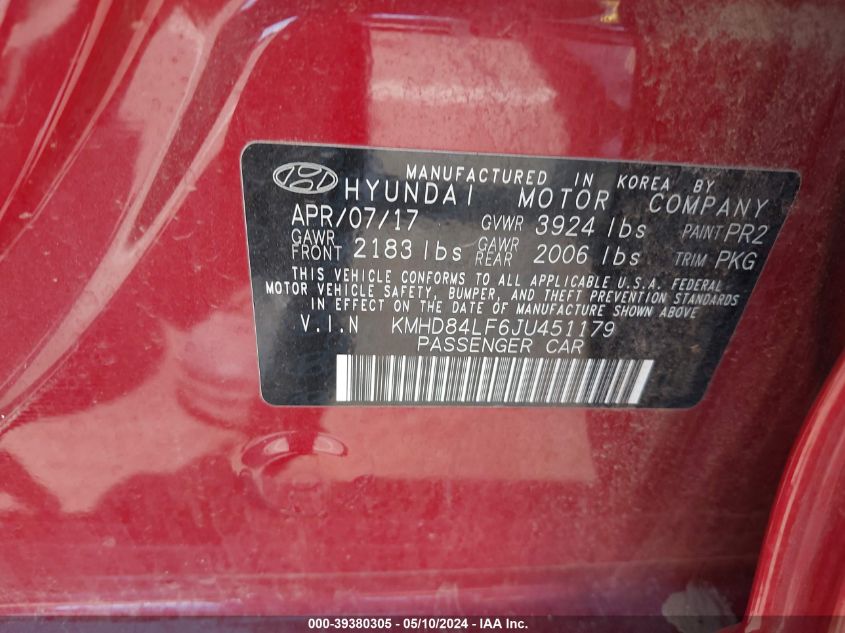 MANUFACTURED IN KOREA BY
HYUNDAI MOTOR COMPANY
APR/07/17 GVWR 3924 lbs PAINT PR2
GAWR FRONT 2183 lbs GAWR REAR 2006 lbs TRIM PKG
THIS VEHICLE CONFORMS TO ALL APPLICABLE U.S.A. FEDERAL
MOTOR VEHICLE SAFETY, BUMPER, AND THEFT PREVENTION STANDARDS
IN EFFECT ON THE DATE OF MANUFACTURE SHOWN ABOVE.
V.I.N KMHD84LF6JU451179
PASSENGER CAR
000-39380305 - 05/10/2024 - IAA Inc.